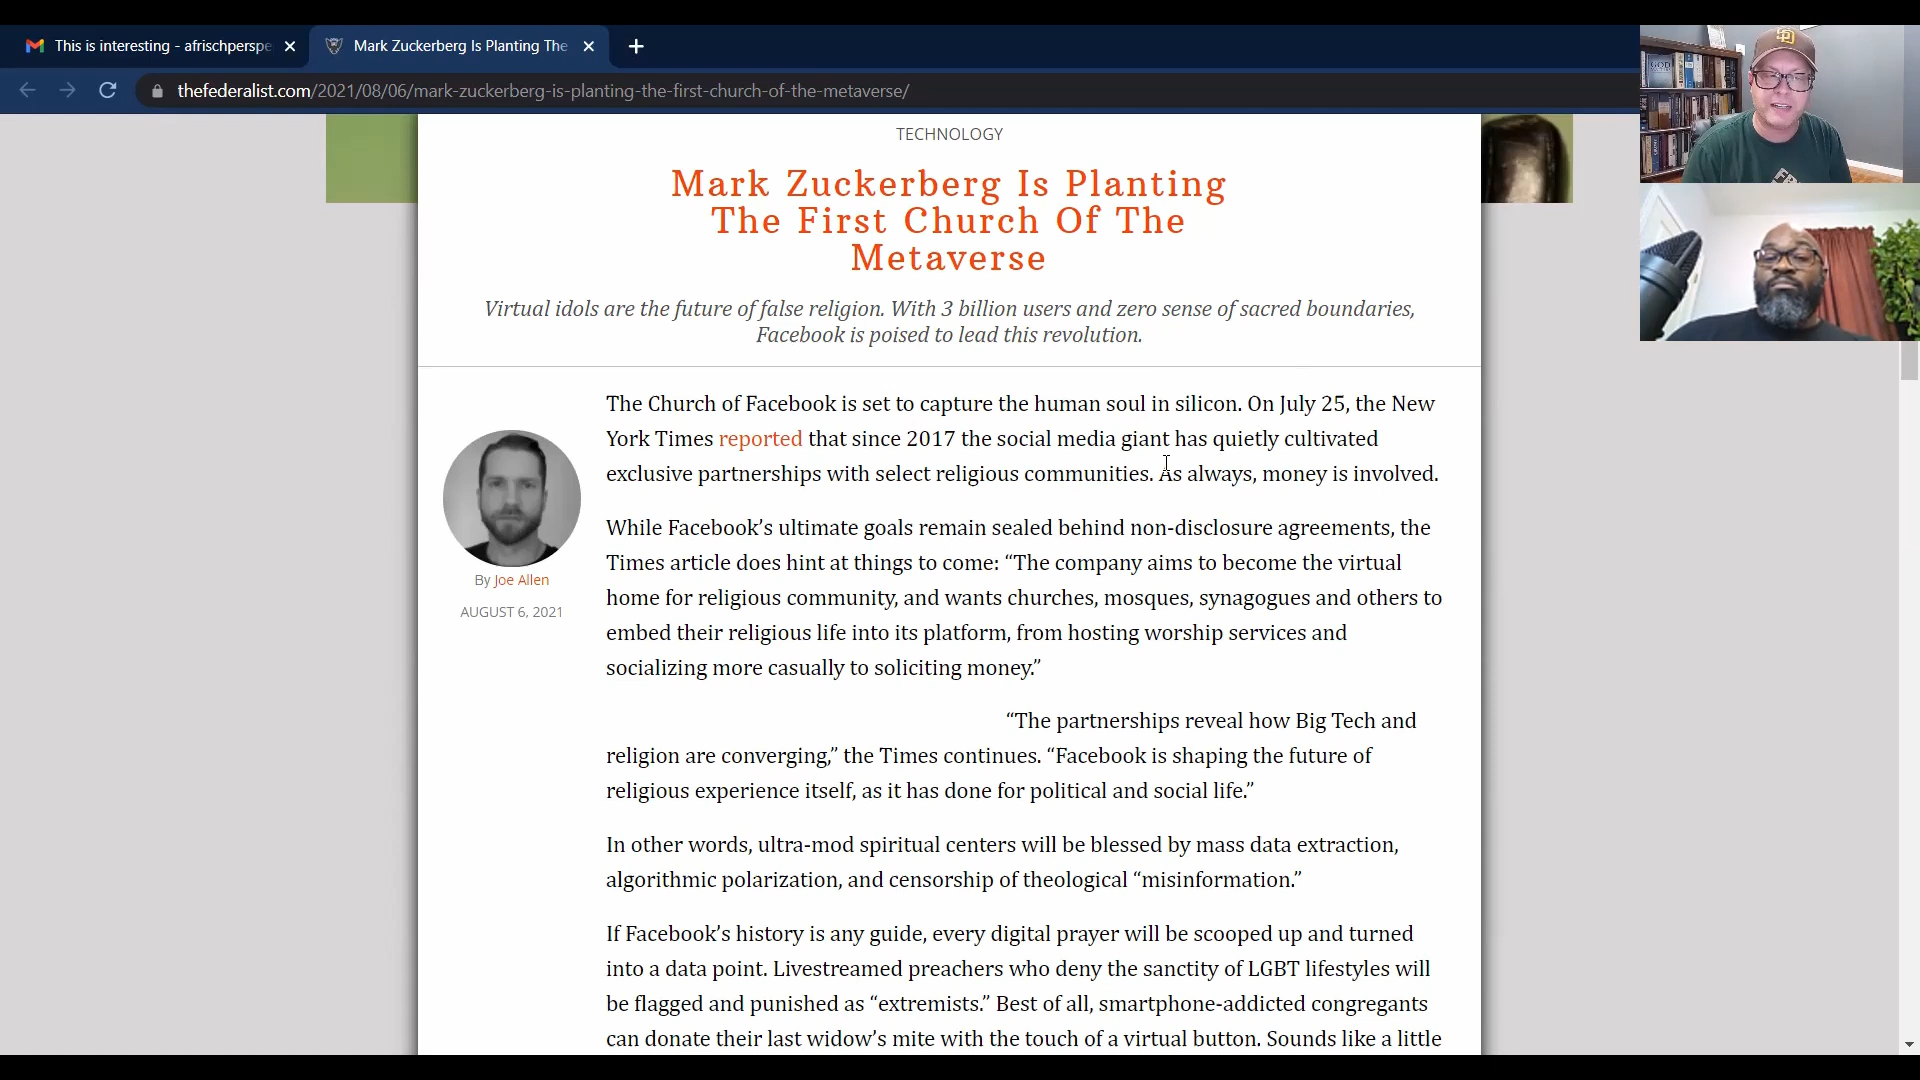 This is interesting - afrischperspe
Mark Zuckerberg Is Planting The
thefederalist.com/2021/08/06/mark-zuckerberg-is-planting-the-first-church-of-the-metaverse/
TECHNOLOGY
Mark Zuckerberg Is Planting
The First Church Of The
Metaverse
Virtual idols are the future of false religion. With 3 billion users and zero sense of sacred boundaries,
Facebook is poised to lead this revolution.
By Joe Allen
AUGUST 6, 2021
The Church of Facebook is set to capture the human soul in silicon. On July 25, the New
York Times reported that since 2017 the social media giant has quietly cultivated
exclusive partnerships with select religious communities. As always, money is involved.
While Facebook’s ultimate goals remain sealed behind non-disclosure agreements, the
Times article does hint at things to come: “The company aims to become the virtual
home for religious community, and wants churches, mosques, synagogues and others to
embed their religious life into its platform, from hosting worship services and
socializing more casually to soliciting money.”
“The partnerships reveal how Big Tech and
religion are converging,” the Times continues. “Facebook is shaping the future of
religious experience itself, as it has done for political and social life.”
In other words, ultra-mod spiritual centers will be blessed by mass data extraction,
algorithmic polarization, and censorship of theological “misinformation.”
If Facebook’s history is any guide, every digital prayer will be scooped up and turned
into a data point. Livestreamed preachers who deny the sanctity of LGBT lifestyles will
be flagged and punished as “extremists.” Best of all, smartphone-addicted congregants
can donate their last widow’s mite with the touch of a virtual button. Sounds like a little
SD
GOD